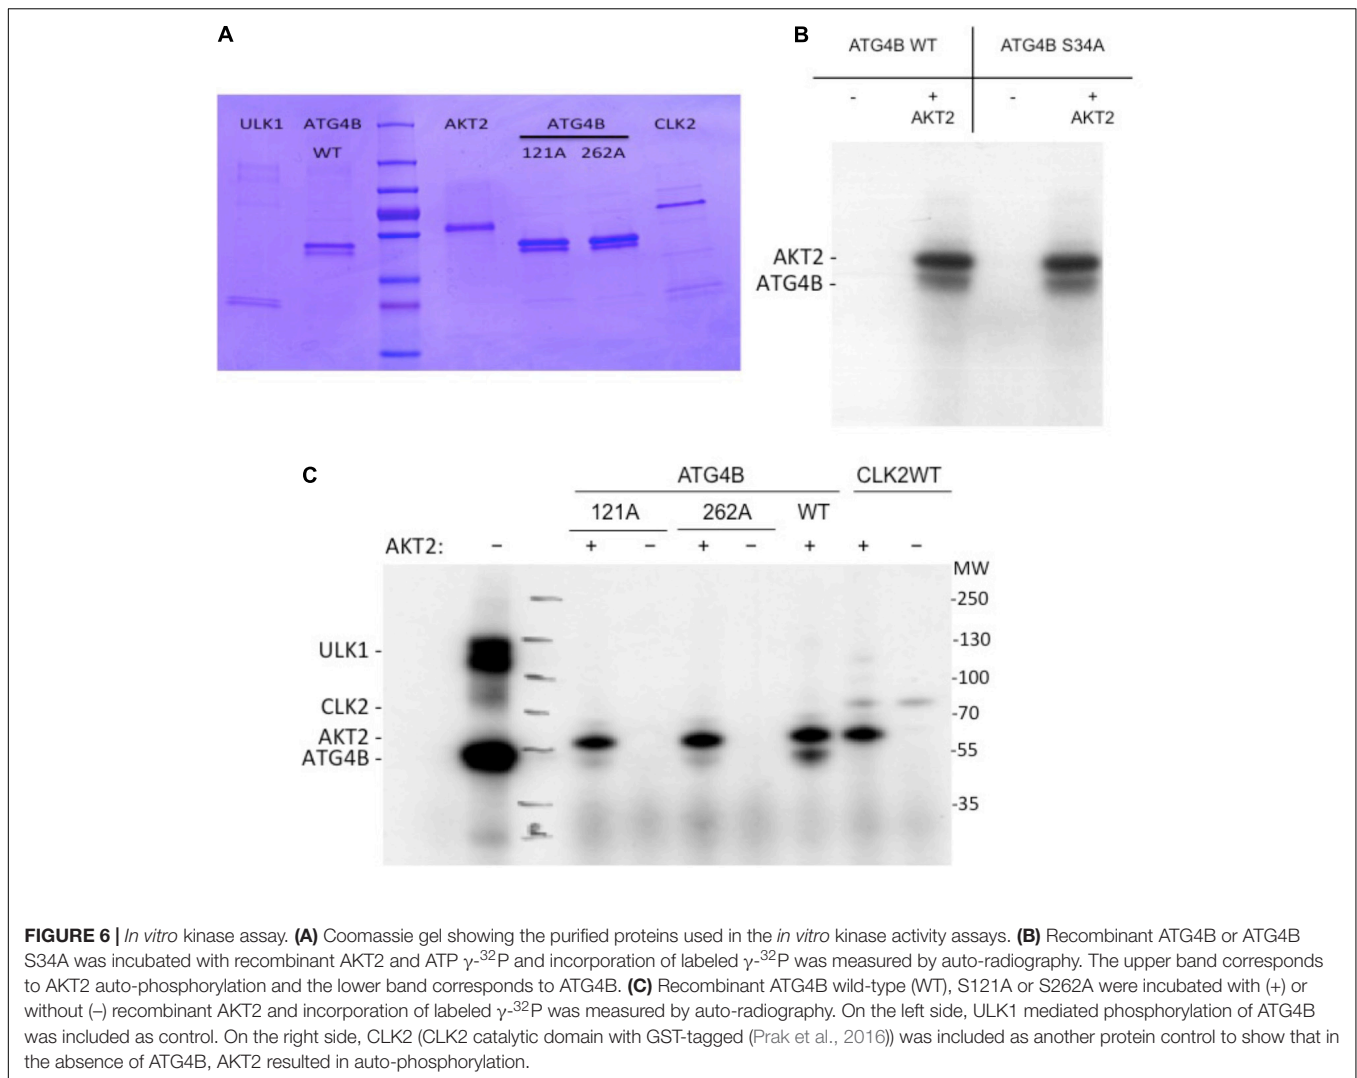 A
ULK1 ATG4B AKT2 ATG4B CLK2
WT 121A 262A
B
ATG4B WT ATG4B S34A
- + - +
AKT2 AKT2
AKT2 -
ATG4B -
C
ATG4B CLK2WT
121A 262A WT
AKT2: – + – + – + + –
MW
-250
-130
ULK1 -
-100
CLK2 -
-70
AKT2 -
-55
ATG4B -
-35
FIGURE 6 | In vitro kinase assay. (A) Coomassie gel showing the purified proteins used in the in vitro kinase activity assays. (B) Recombinant ATG4B or ATG4B
S34A was incubated with recombinant AKT2 and ATP γ-³²P and incorporation of labeled γ-³²P was measured by auto-radiography. The upper band corresponds
to AKT2 auto-phosphorylation and the lower band corresponds to ATG4B. (C) Recombinant ATG4B wild-type (WT), S121A or S262A were incubated with (+) or
without (–) recombinant AKT2 and incorporation of labeled γ-³²P was measured by auto-radiography. On the left side, ULK1 mediated phosphorylation of ATG4B
was included as control. On the right side, CLK2 (CLK2 catalytic domain with GST-tagged (Prak et al., 2016)) was included as another protein control to show that in
the absence of ATG4B, AKT2 resulted in auto-phosphorylation.